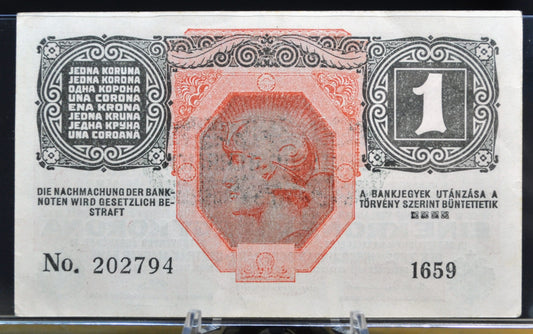 JEDNA KORUNA
JEDNA KORONA
ОДНА КОРОНА
UNA CORONA
ENA KRONA
JEDNA KRUNA
ЈЕДНА КРУНА
UNA COROANĂ
1
DIE NACHMACHUNG DER BANK-
NOTEN WIRD GESETZLICH BE-
STRAFT
A BANKJEGYEK UTÁNZÁSA A
TÖRVÉNY SZERINT BÜNTETTETIK
No. 202794
1659